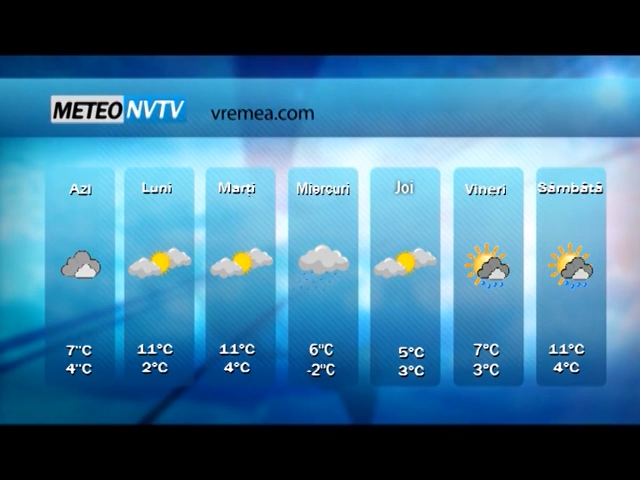 METEO NVTV vremea.com
Azi Luni Marți Miercuri Joi Vineri Sâmbătă
7°C 11°C 11°C 6°C 5°C 7°C 11°C
4°C 2°C 4°C -2°C 3°C 3°C 4°C